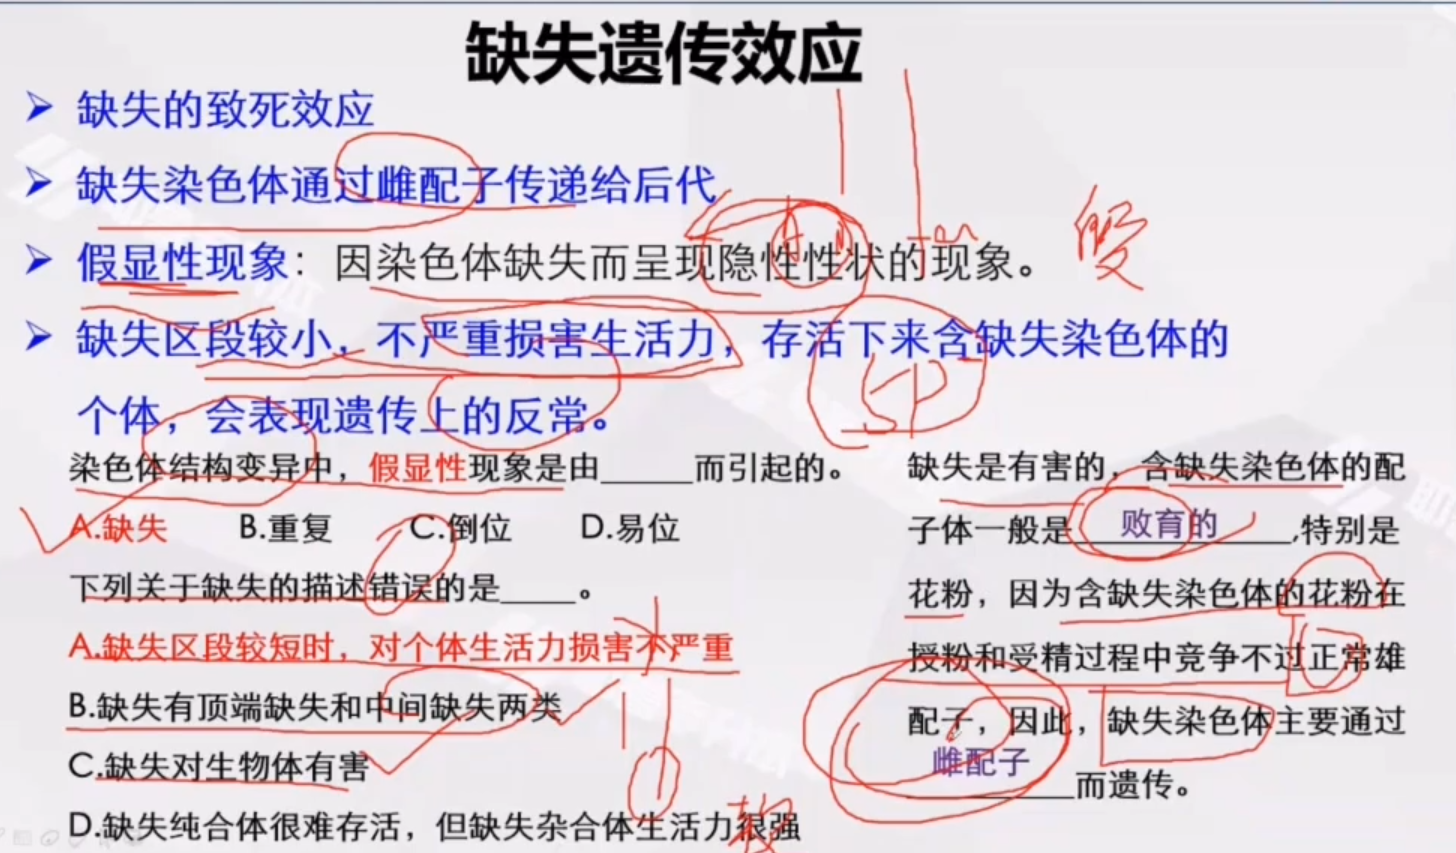 缺失遗传效应
➢ 缺失的致死效应
➢ 缺失染色体通过雌配子传递给后代
➢ 假显性现象：因染色体缺失而呈现隐性性状的现象。
➢ 缺失区段较小，不严重损害生活力，存活下来含缺失染色体的
个体，会表现遗传上的反常。
染色体结构变异中，假显性现象是由_____而引起的。
A.缺失 B.重复 C.倒位 D.易位
下列关于缺失的描述错误的是____。
A.缺失区段较短时，对个体生活力损害不严重
B.缺失有顶端缺失和中间缺失两类
C.缺失对生物体有害
D.缺失纯合体很难存活，但缺失杂合体生活力很强
缺失是有害的，含缺失染色体的配
子体一般是___败育的____,特别是
花粉，因为含缺失染色体的花粉在
授粉和受精过程中竞争不过正常雄
配子，因此，缺失染色体主要通过
雌配子___而遗传。